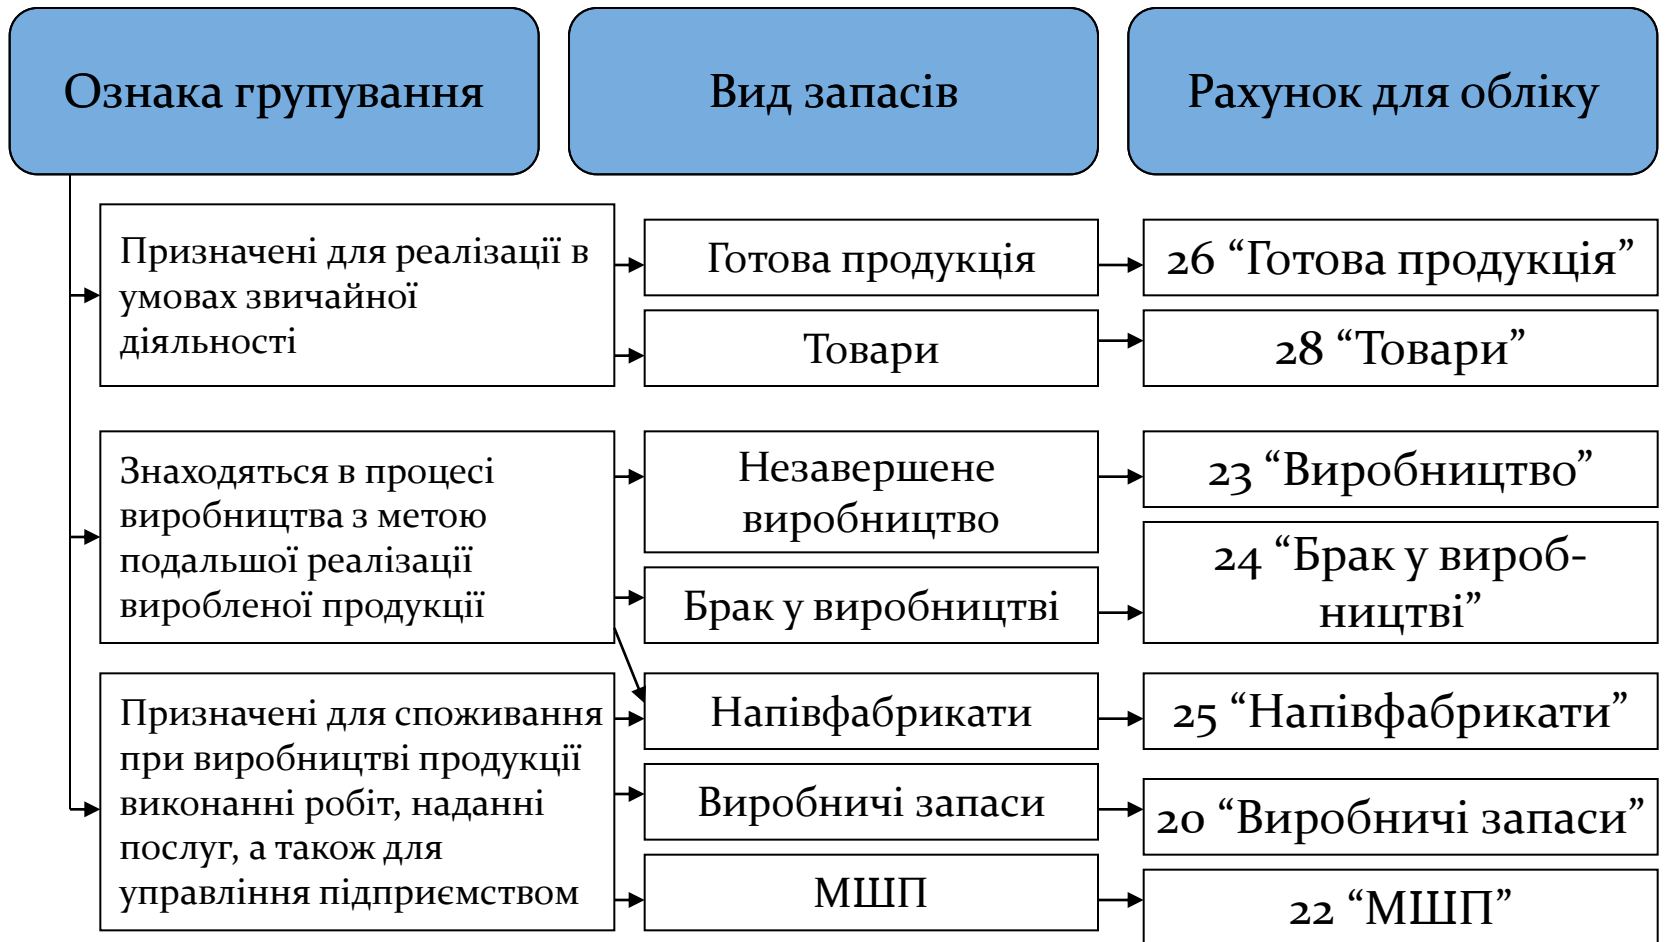 Ознака групування
Вид запасів
Рахунок для обліку
Призначені для реалізації в
умовах звичайної
діяльності
Готова продукція
26 “Готова продукція”
Товари
28 “Товари”
Знаходяться в процесі
виробництва з метою
подальшої реалізації
виробленої продукції
Незавершене
виробництво
23 “Виробництво”
Брак у виробництві
24 “Брак у вироб-
ництві”
Призначені для споживання
при виробництві продукції
виконанні робіт, наданні
послуг, а також для
управління підприємством
Напівфабрикати
25 “Напівфабрикати”
Виробничі запаси
20 “Виробничі запаси”
МШП
22 “МШП”